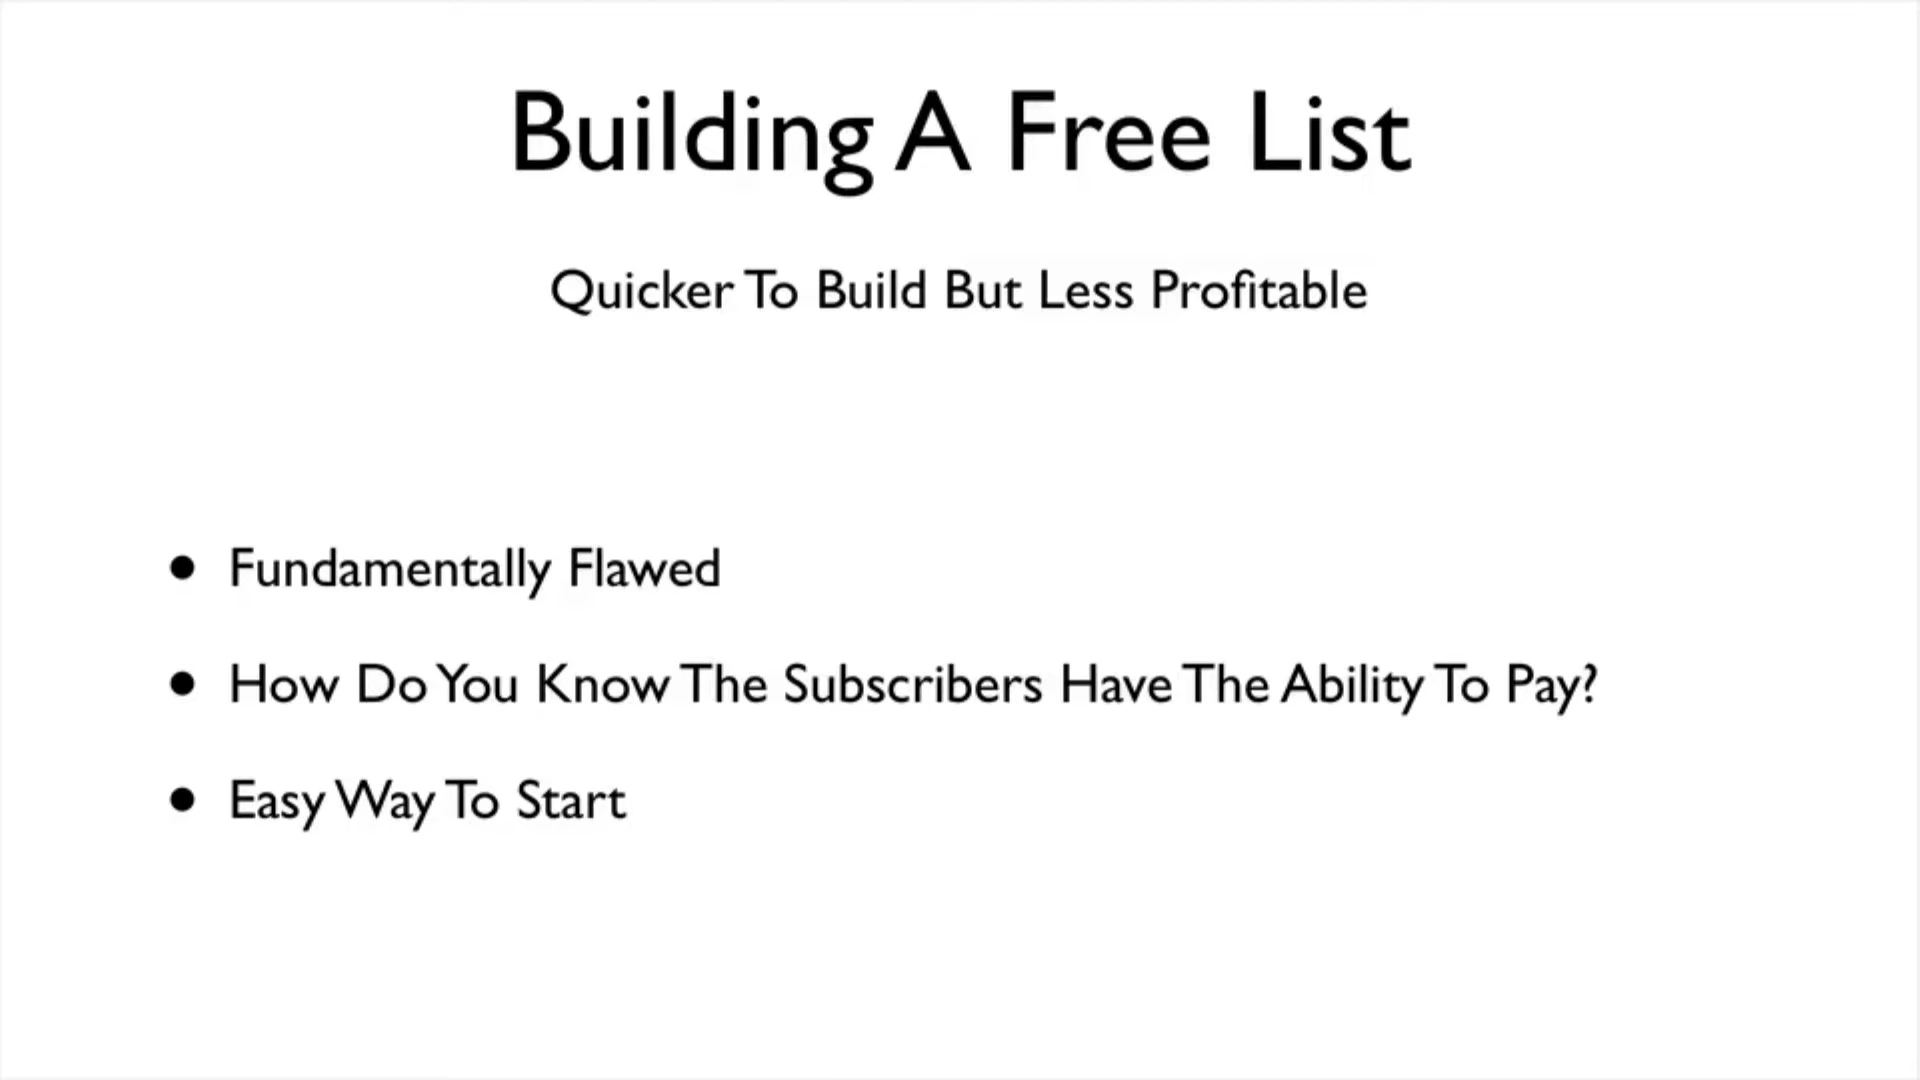 Building A Free List
Quicker To Build But Less Profitable
• Fundamentally Flawed
• How Do You Know The Subscribers Have The Ability To Pay?
• Easy Way To Start